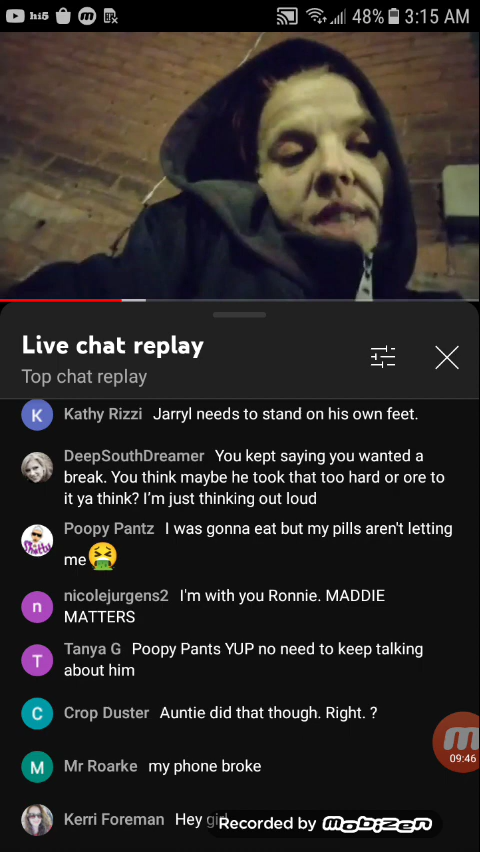 hi5
48%
3:15 AM
Live chat replay
Top chat replay
K
Kathy Rizzi Jarryl needs to stand on his own feet.
DeepSouthDreamer You kept saying you wanted a
break. You think maybe he took that too hard or ore to
it ya think? I'm just thinking out loud
Poopy Pantz I was gonna eat but my pills aren't letting
me
Shotty
n
nicolejurgens2 I'm with you Ronnie. MADDIE
MATTERS
T
Tanya G Poopy Pants YUP no need to keep talking
about him
C
Crop Duster Auntie did that though. Right. ?
m
09:46
M
Mr Roarke my phone broke
Kerri Foreman Hey girl
Recorded by mobizen